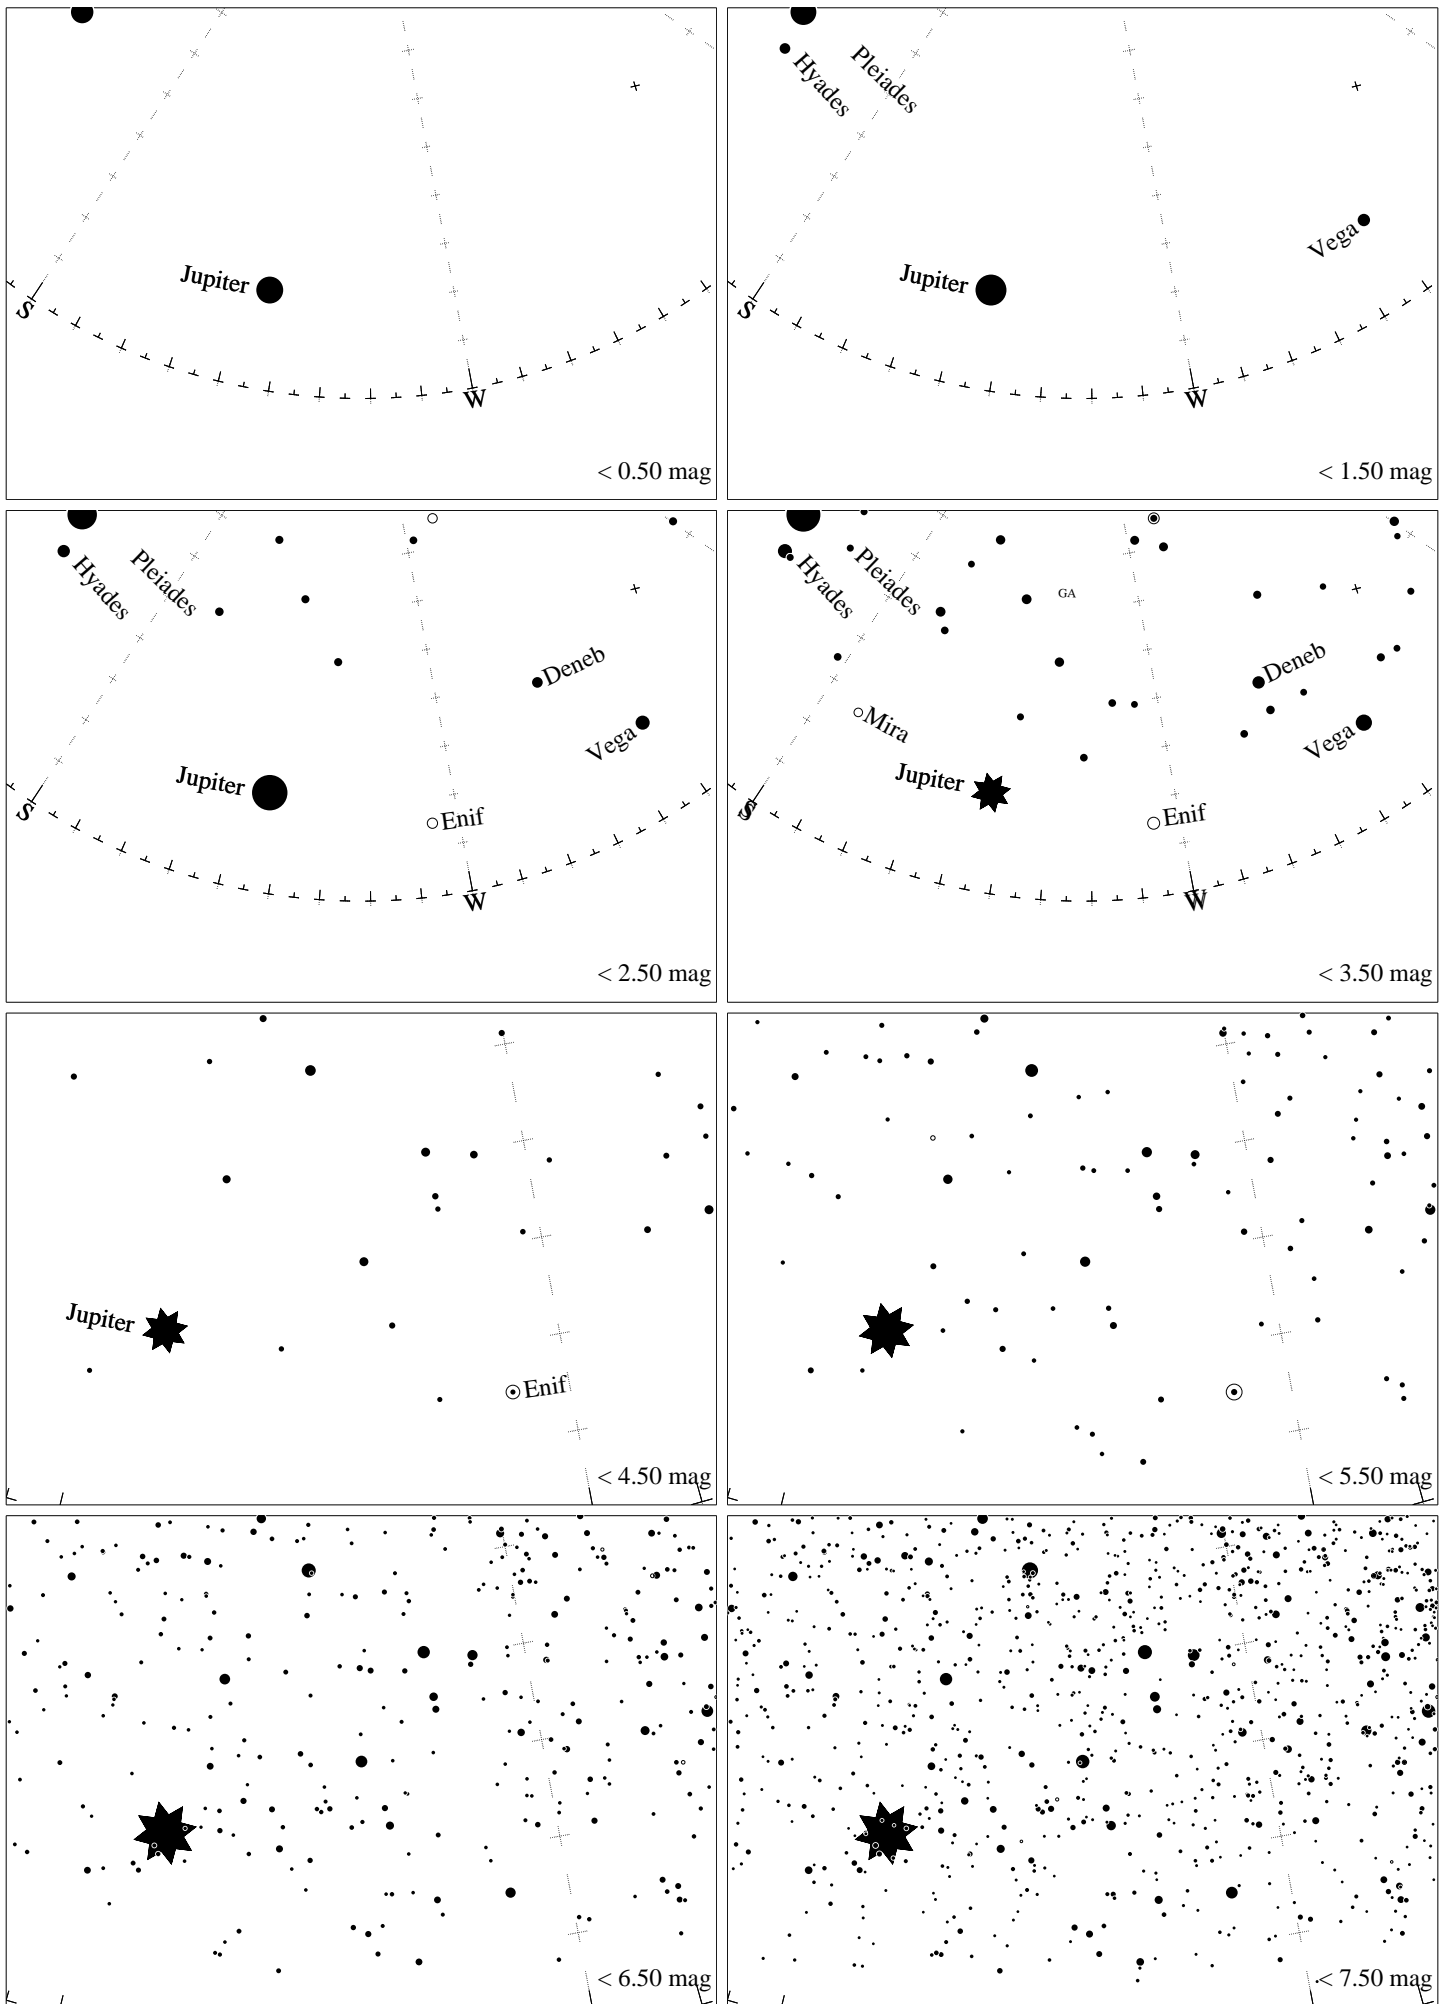 Jupiter
S
W
< 0.50 mag
Pleiades
Hyades
Vega
Jupiter
S
W
< 1.50 mag
Pleiades
Hyades
Deneb
Vega
Jupiter
Enif
S
W
< 2.50 mag
Pleiades
Hyades
GA
Deneb
Mira
Vega
Jupiter
Enif
S
W
< 3.50 mag
Jupiter
Enif
< 4.50 mag
< 5.50 mag
< 6.50 mag
< 7.50 mag